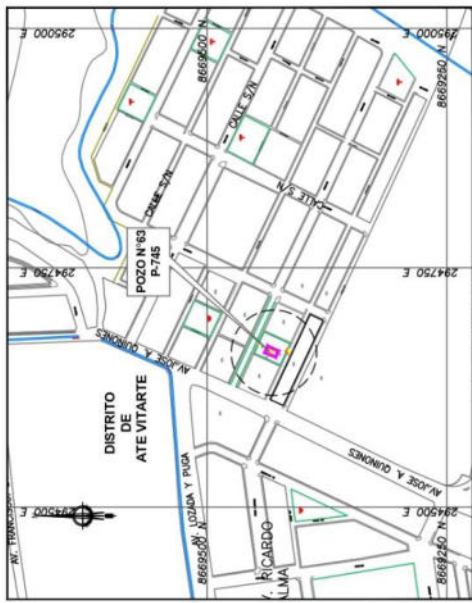 295000 E
8669500 N
8669250 N
295000 E
CALLE S/N
CALLE S/N
CALLE S/N
POZO N°63
P-745
294750 E
294750 E
AV.JOSE A. QUIÑONES
DISTRITO
DE
ATE VITARTE
AV.JOSE A. QUIÑONES
294500 E
294500 E
AV. LOZADA Y PUGA
RICARDO
8669500 N
8669250 N